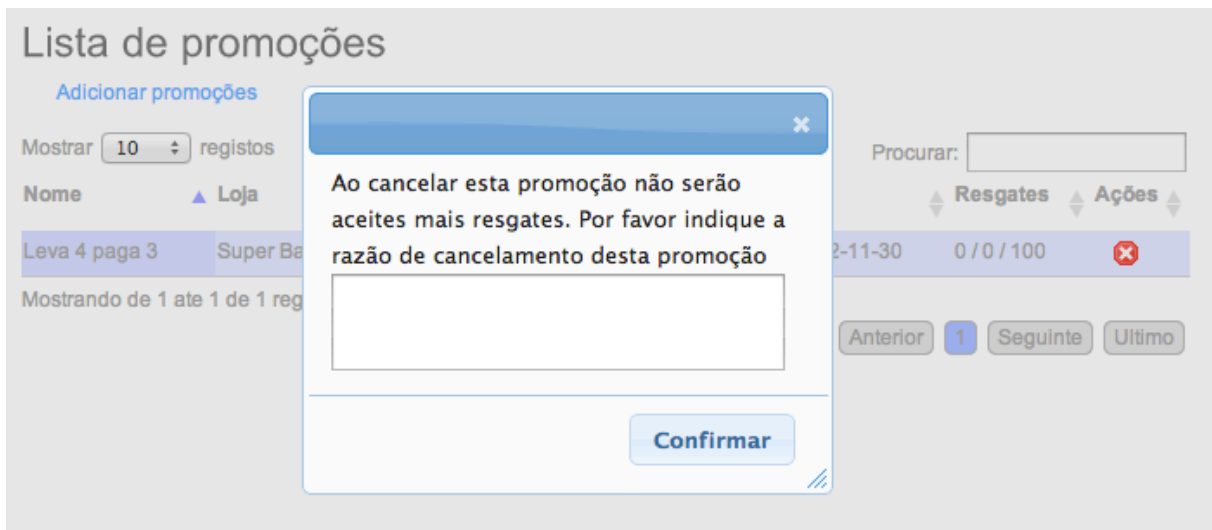 Lista de promoções
Adicionar promoções
Mostrar 10 registos
Procurar:
Nome Loja Resgates Ações
Ao cancelar esta promoção não serão
aceites mais resgates. Por favor indique a
razão de cancelamento desta promoção
Leva 4 paga 3 Super 2-11-30 0 / 0 / 100
Mostrando de 1 ate 1 de 1
Anterior 1 Seguinte Ultimo
Confirmar